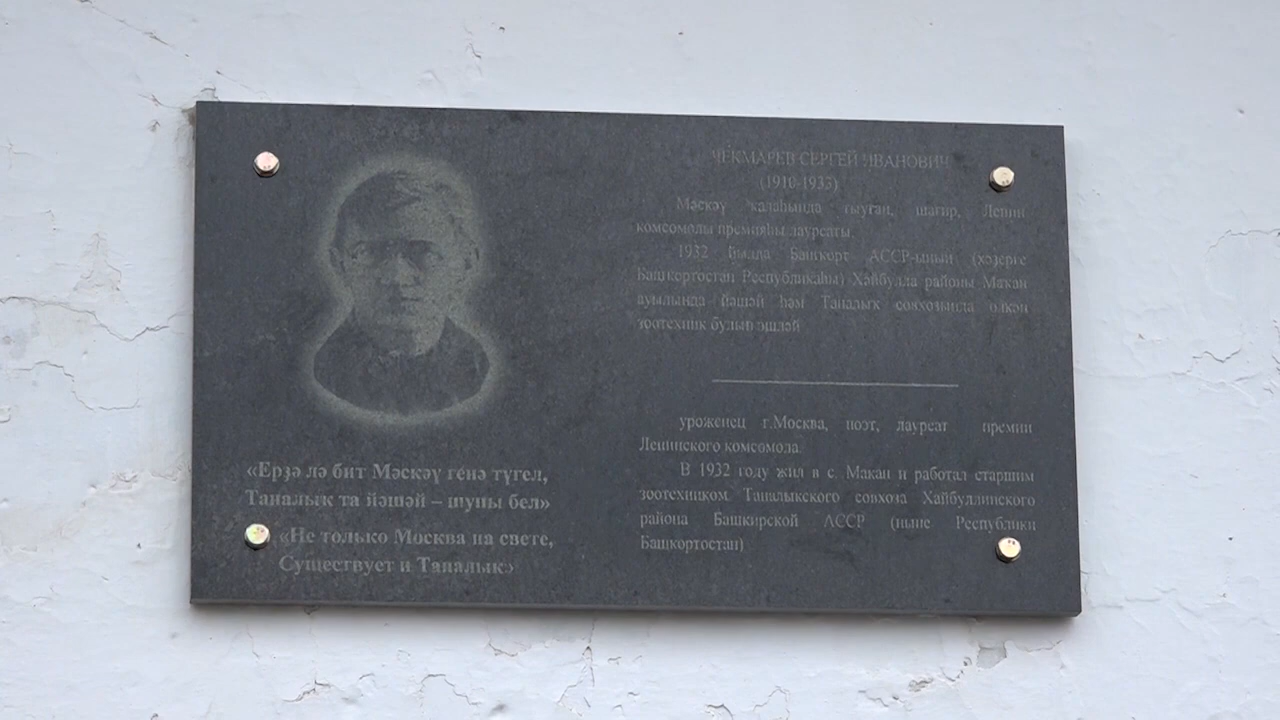 «Ерҙә лә бит Мәскәү генә түгел,
Таналыҡ та йәшәй – шуны бел»
«Не только Москва на свете,
Существует и Таналык»
ЧЕКМАРЕВ СЕРГЕЙ ИВАНОВИЧ
(1910-1933)
Мәскәү ҡалаһында тыуған, шағир, Ленин
комсомолы премияһы лауреаты.
1932 йылда Башҡорт АССР-ының (хәҙерге
Башҡортостан Республикаһы) Хәйбулла районы Маҡан
ауылында йәшәй һәм Таналыҡ совхозында өлкән
зоотехник булып эшләй
уроженец г.Москва, поэт, лауреат премии
Ленинского комсомола.
В 1932 году жил в с. Макан и работал старшим
зоотехником Таналыкского совхоза Хайбуллинского
района Башкирской АССР (ныне Республики
Башкортостан)